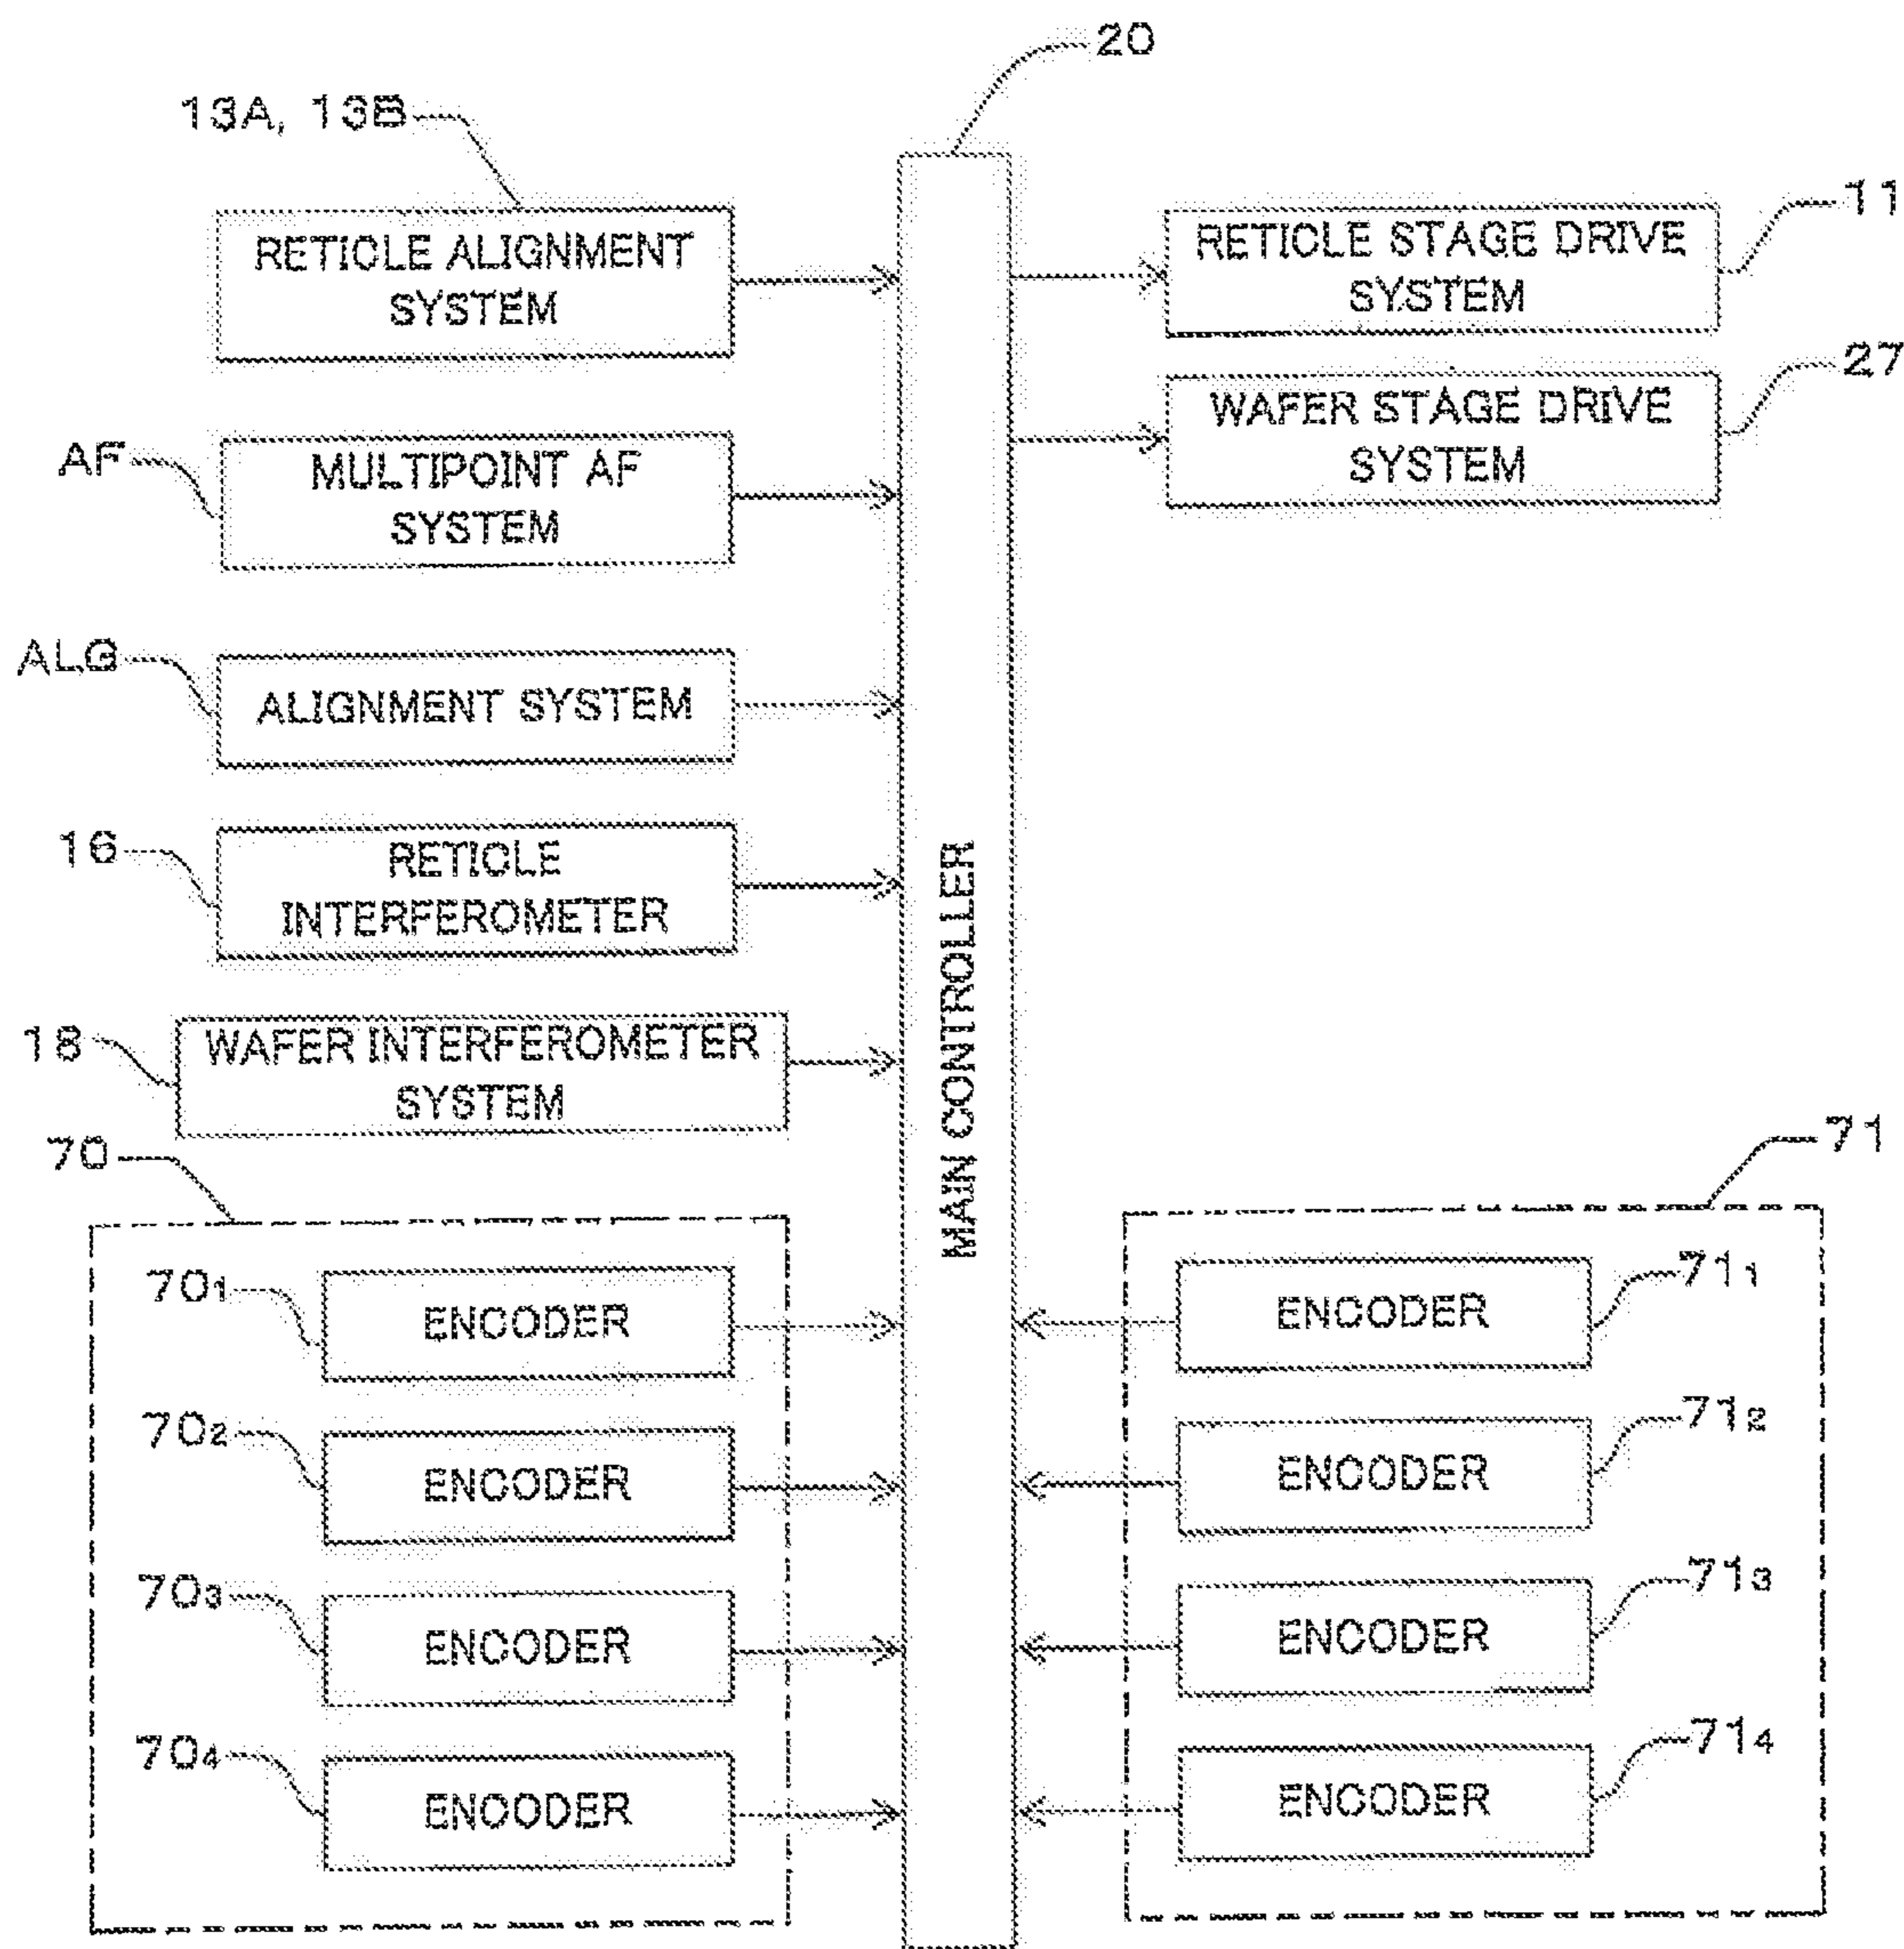 20
13A, 13B
RETICLE ALIGNMENT
SYSTEM
AF
MULTIPOINT AF
SYSTEM
ALG
ALIGNMENT SYSTEM
16
RETICLE
INTERFEROMETER
18
WAFER INTERFEROMETER
SYSTEM
70
70₁
ENCODER
70₂
ENCODER
70₃
ENCODER
70₄
ENCODER
MAIN CONTROLLER
RETICLE STAGE DRIVE
SYSTEM
11
WAFER STAGE DRIVE
SYSTEM
27
71
ENCODER
71₁
ENCODER
71₂
ENCODER
71₃
ENCODER
71₄